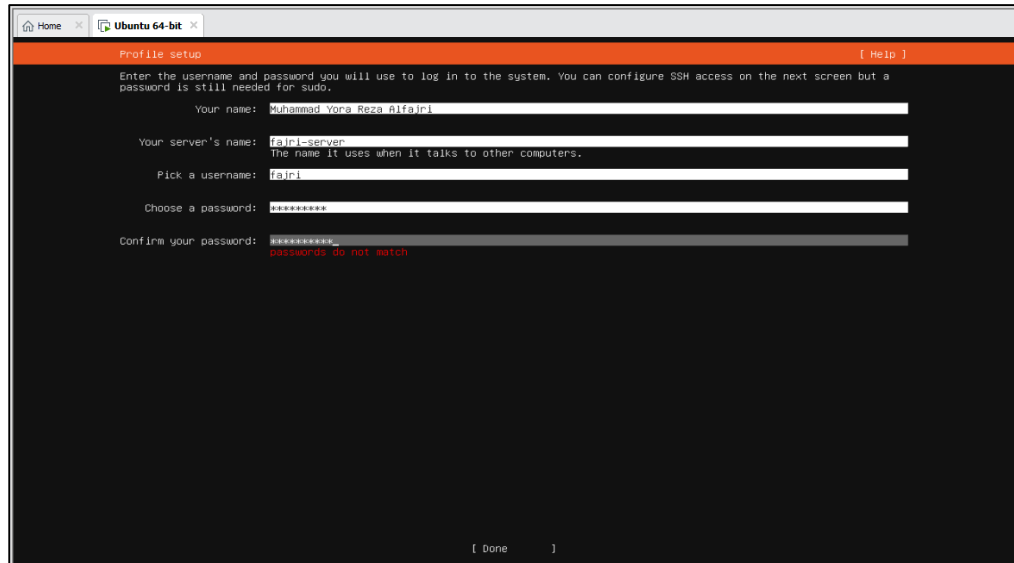 Home × Ubuntu 64-bit ×
Profile setup [ Help ]
Enter the username and password you will use to log in to the system. You can configure SSH access on the next screen but a
password is still needed for sudo.
Your name: Muhammad Yora Reza Alfajri
Your server's name: fajri-server
The name it uses when it talks to other computers.
Pick a username: fajri
Choose a password: *********
Confirm your password: **********_
passwords do not match
[ Done ]